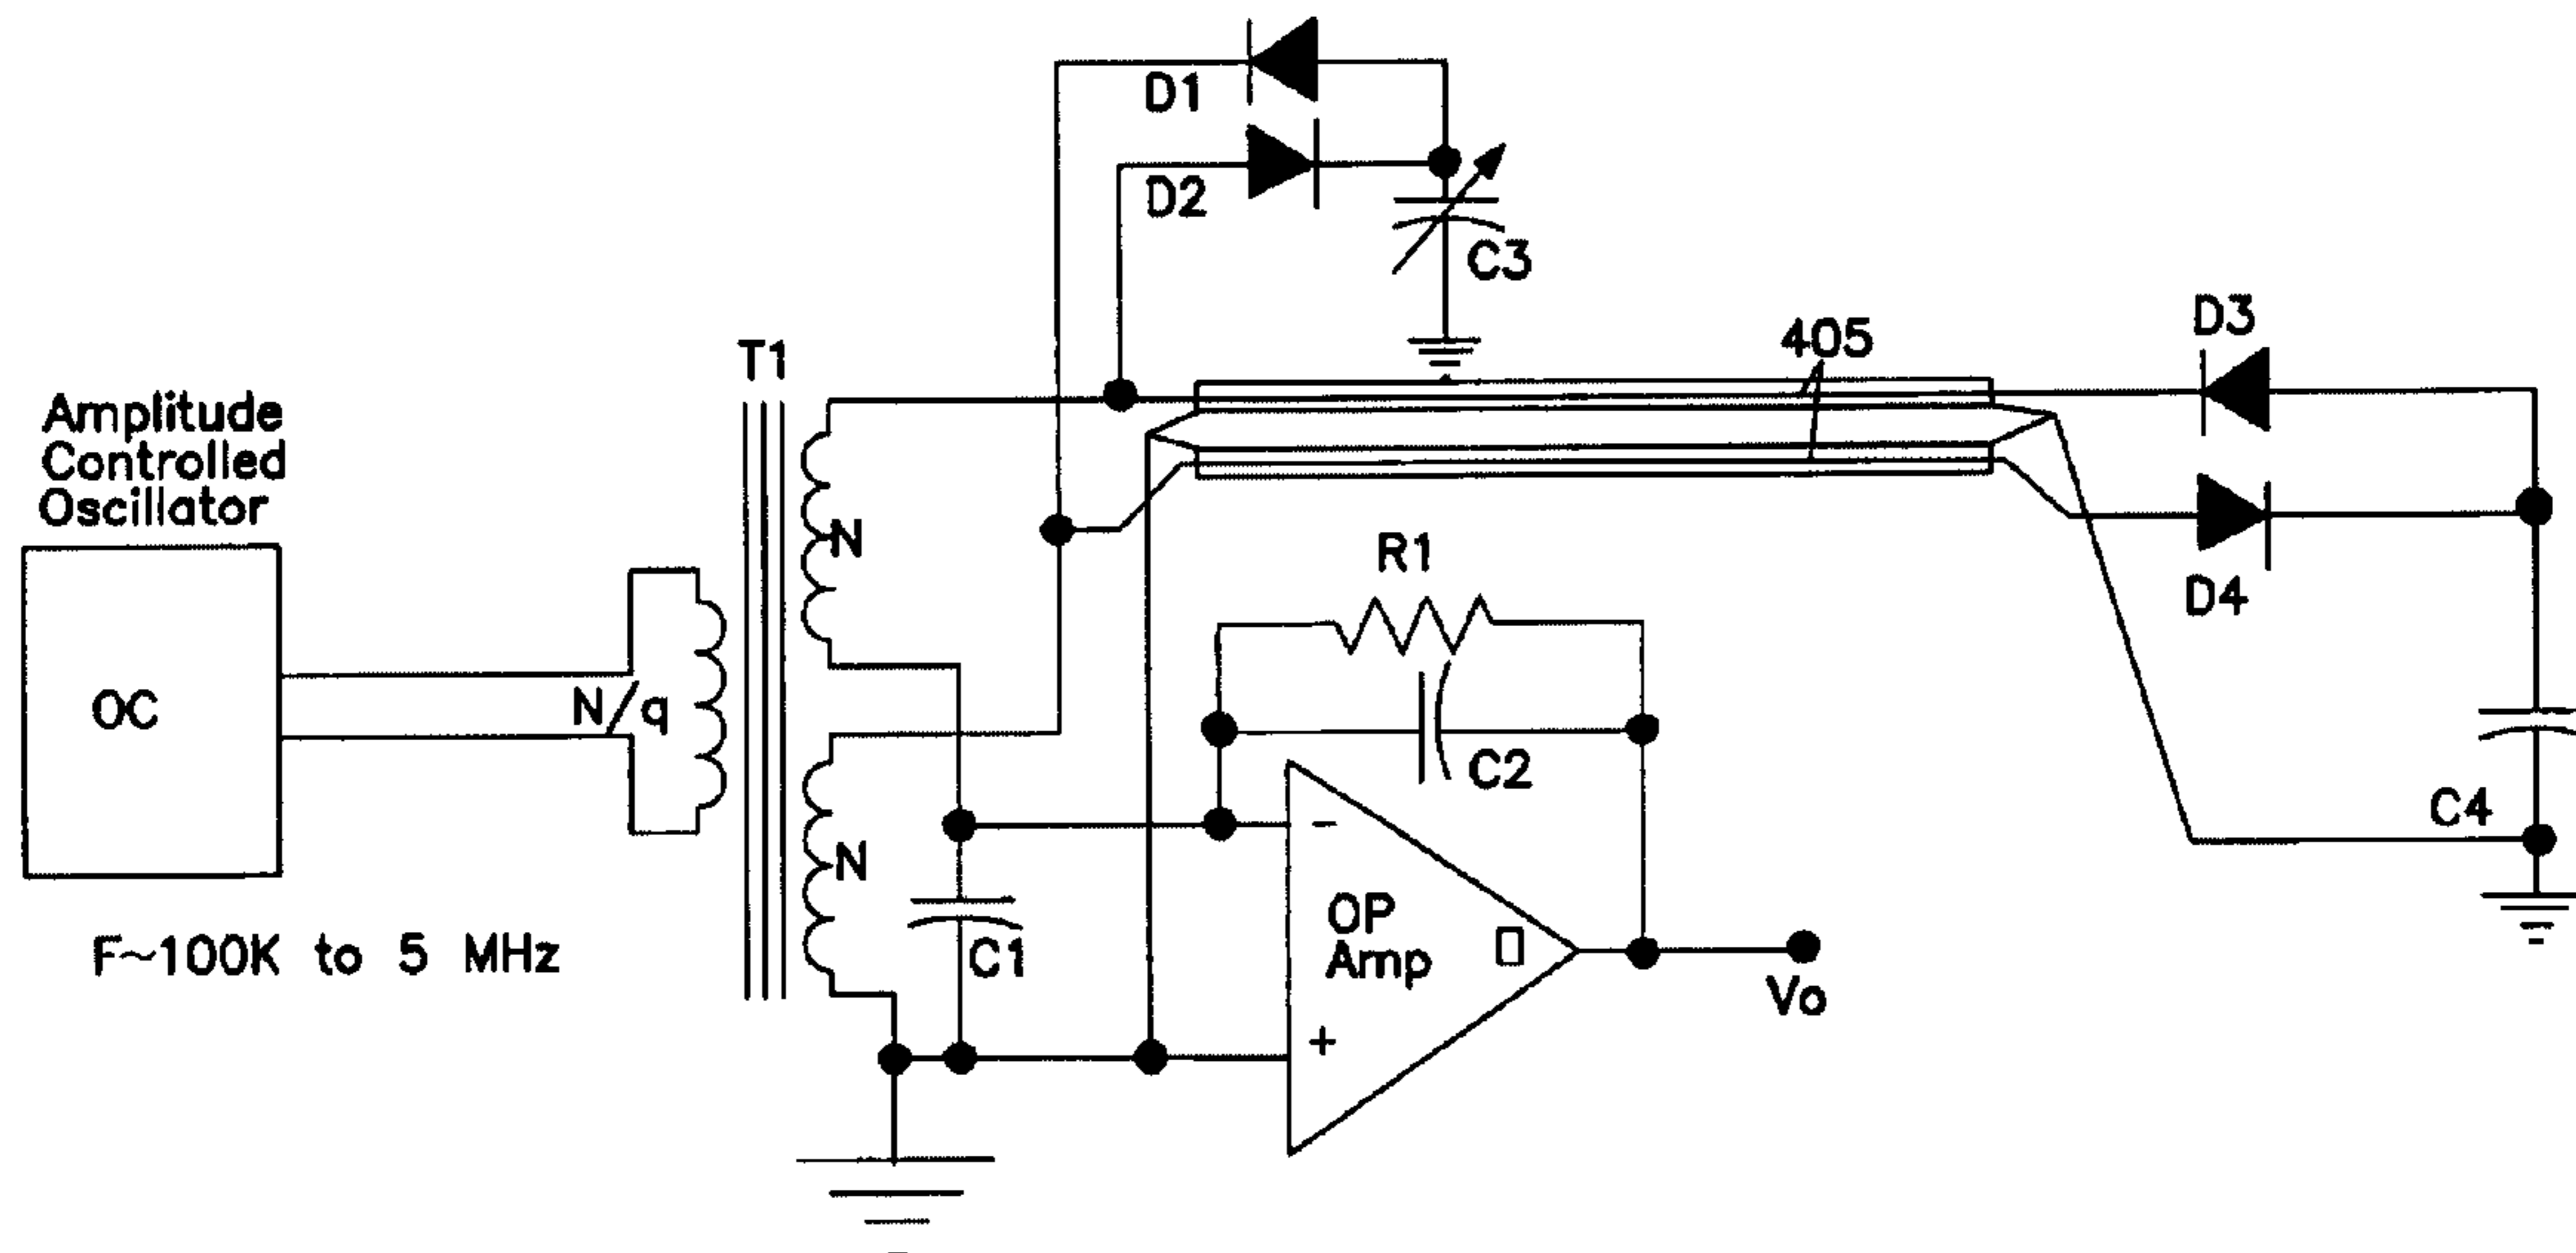 D1
D2
C3
405
D3
T1
Amplitude
Controlled
Oscillator
N
R1
D4
OC
N/q
C2
C4
N
-
OP
Amp
F~100K to 5 MHz
C1
Vo
+